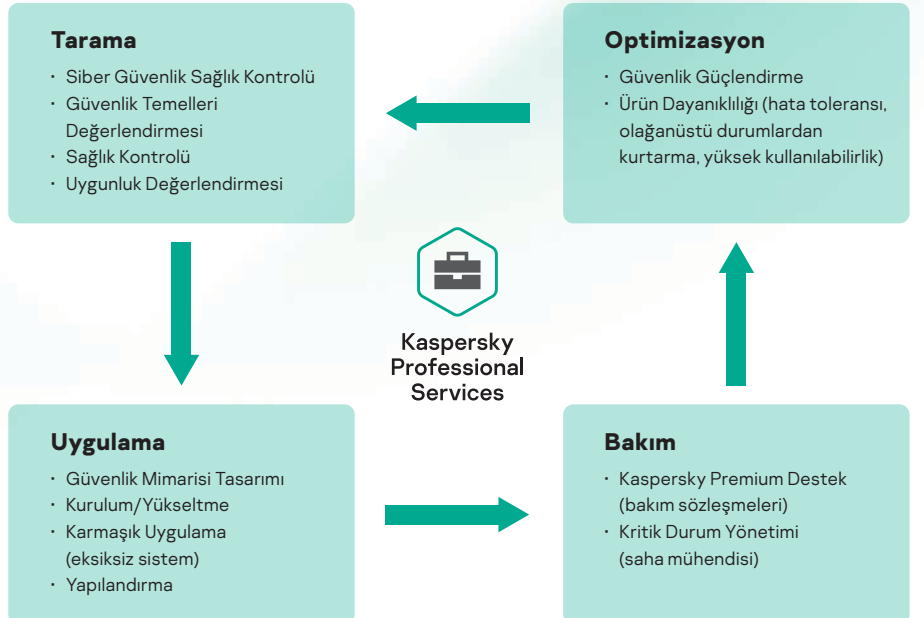 Tarama
· Siber Güvenlik Sağlık Kontrolü
· Güvenlik Temelleri
Değerlendirmesi
· Sağlık Kontrolü
· Uygunluk Değerlendirmesi
Optimizasyon
· Güvenlik Güçlendirme
· Ürün Dayanıklılığı (hata toleransı,
olağanüstü durumlardan
kurtarma, yüksek kullanılabilirlik)
Kaspersky
Professional
Services
Uygulama
· Güvenlik Mimarisi Tasarımı
· Kurulum/Yükseltme
· Karmaşık Uygulama
(eksiksiz sistem)
· Yapılandırma
Bakım
· Kaspersky Premium Destek
(bakım sözleşmeleri)
· Kritik Durum Yönetimi
(saha mühendisi)